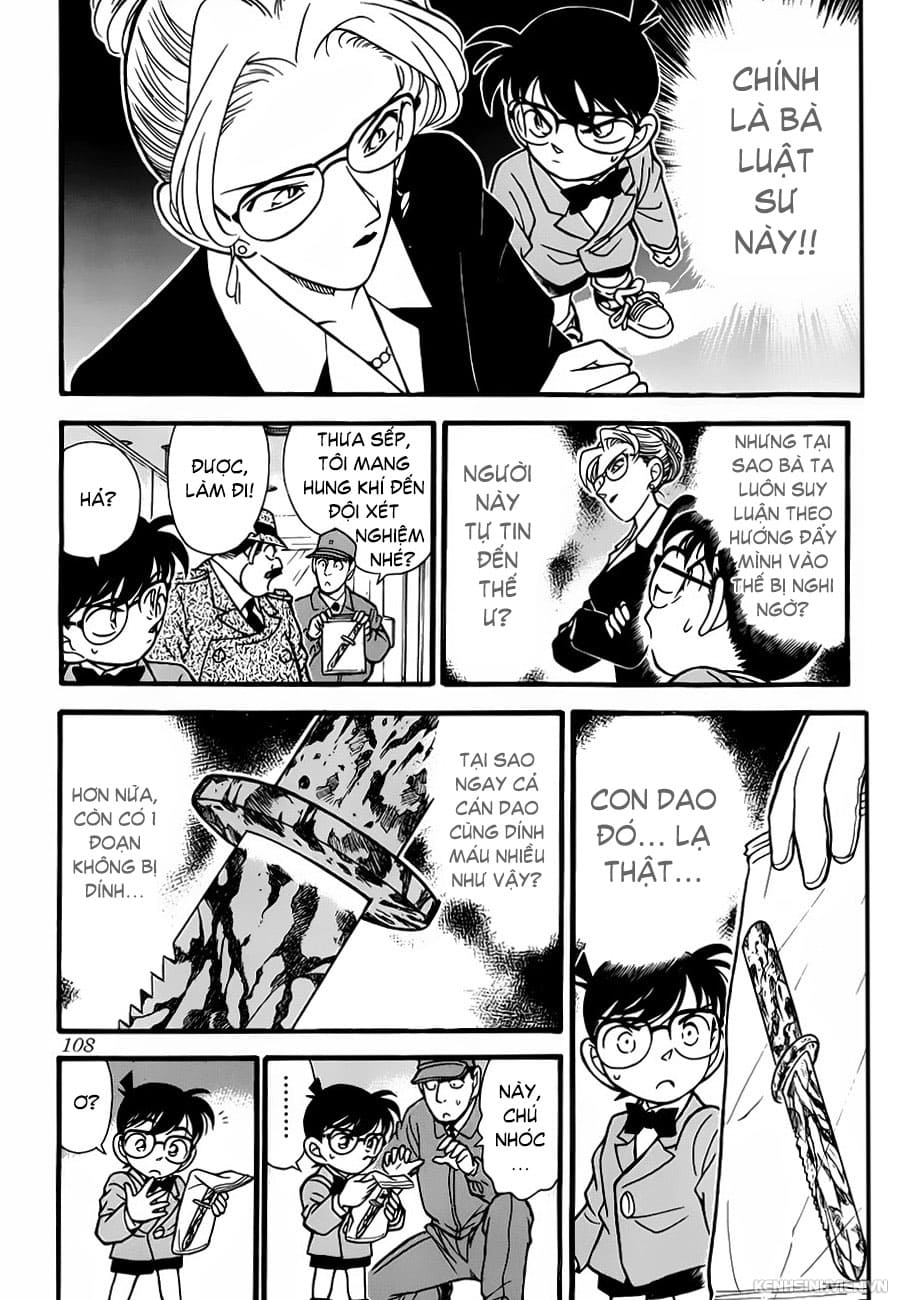 CHÍNH
LÀ BÀ
LUẬT
SƯ
NÀY!!
NHƯNG TẠI
SAO BÀ TA
LUÔN SUY
LUẬN THEO
HƯỚNG ĐẨY
MÌNH VÀO
THẾ BỊ NGHI
NGỜ?
NGƯỜI
NÀY
TỰ TIN
ĐẾN
THẾ
Ư?
THƯA SẾP,
TÔI MANG
HUNG KHÍ ĐẾN
ĐỘI XÉT
NGHIỆM
NHÉ?
ĐƯỢC,
LÀM ĐI!
HẢ?
CON DAO
ĐÓ... LẠ
THẬT...
TẠI SAO
NGAY CẢ
CÁN DAO
CŨNG DÍNH
MÁU NHIỀU
NHƯ VẬY?
HƠN NỮA,
CÒN CÓ 1
ĐOẠN
KHÔNG BỊ
DÍNH...
108
NÀY,
CHÚ
NHÓC
...
........
Ơ?
KENHSINHVIEN.VN